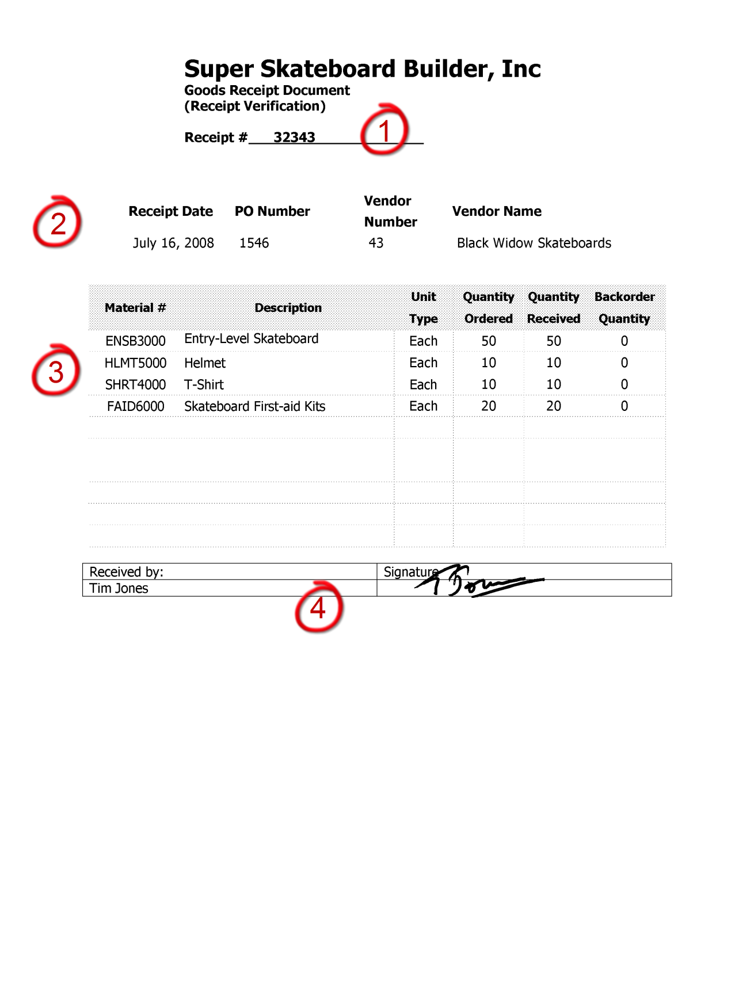 Super Skateboard Builder, Inc
Goods Receipt Document
(Receipt Verification)
Receipt # 32343
1
2
Receipt Date PO Number Vendor Number Vendor Name
July 16, 2008 1546 43 Black Widow Skateboards
Material # Description Unit Type Quantity Ordered Quantity Received Backorder Quantity
ENSB3000 Entry-Level Skateboard Each 50 50 0
3
HLMT5000 Helmet Each 10 10 0
SHRT4000 T-Shirt Each 10 10 0
FAID6000 Skateboard First-aid Kits Each 20 20 0
Received by: Signature
Tim Jones
4